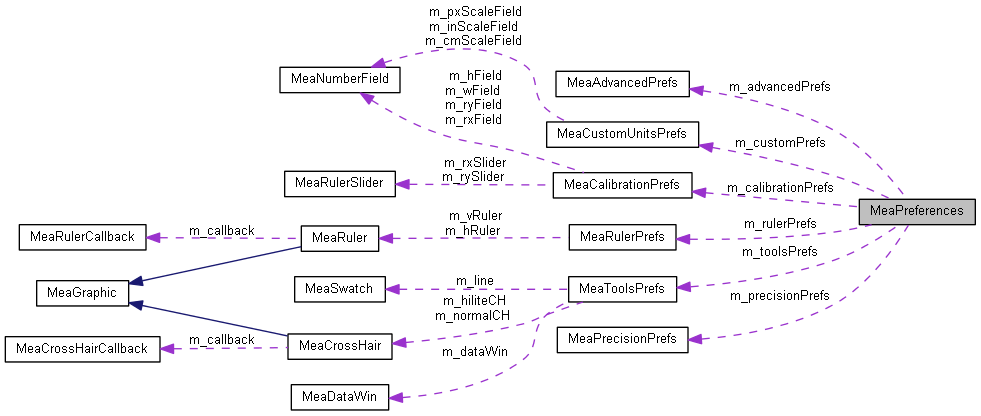 m_pxScaleField
m_inScaleField
m_cmScaleField
MeaNumberField
m_hField
m_wField
m_ryField
m_rxField
MeaAdvancedPrefs
m_advancedPrefs
MeaCustomUnitsPrefs
m_customPrefs
MeaRulerSlider
m_rxSlider
m_rySlider
MeaCalibrationPrefs
m_calibrationPrefs
MeaPreferences
MeaRulerCallback
m_callback
MeaRuler
m_vRuler
m_hRuler
MeaRulerPrefs
m_rulerPrefs
m_toolsPrefs
MeaGraphic
MeaSwatch
m_line
MeaToolsPrefs
m_hiliteCH
m_normalCH
m_precisionPrefs
MeaCrossHairCallback
m_callback
MeaCrossHair
m_dataWin
MeaPrecisionPrefs
MeaDataWin